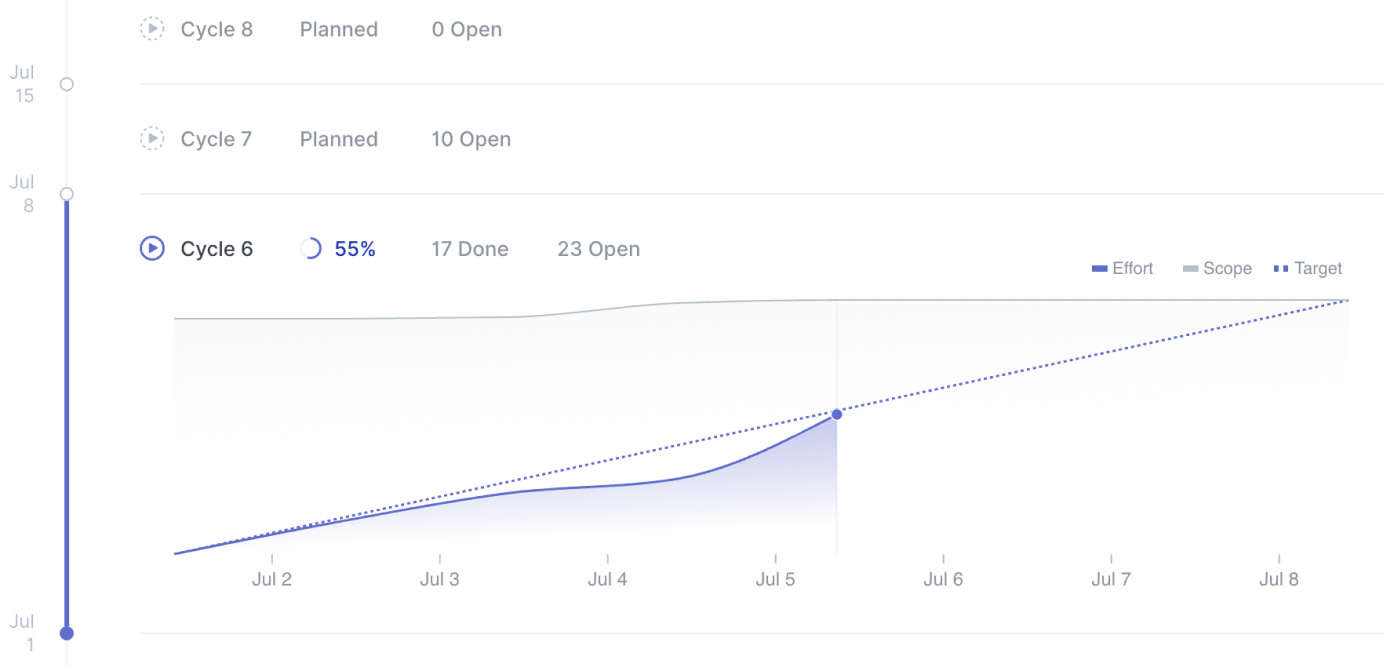 Cycle 8 Planned 0 Open
Jul
15
Cycle 7 Planned 10 Open
Jul
8
Cycle 6 55% 17 Done 23 Open
Effort Scope Target
Jul 2 Jul 3 Jul 4 Jul 5 Jul 6 Jul 7 Jul 8
Jul
1